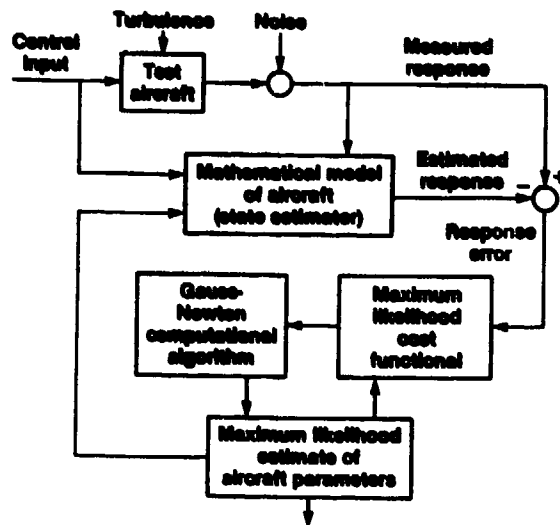 Turbulence
Noise
Control
input
Test
aircraft
Measured
response
Mathematical model
of aircraft
(state estimator)
Estimated
response
+
–
Response
error
Gauss-
Newton
computational
algorithm
Maximum
likelihood
cost
functional
Maximum likelihood
estimate of
aircraft parameters